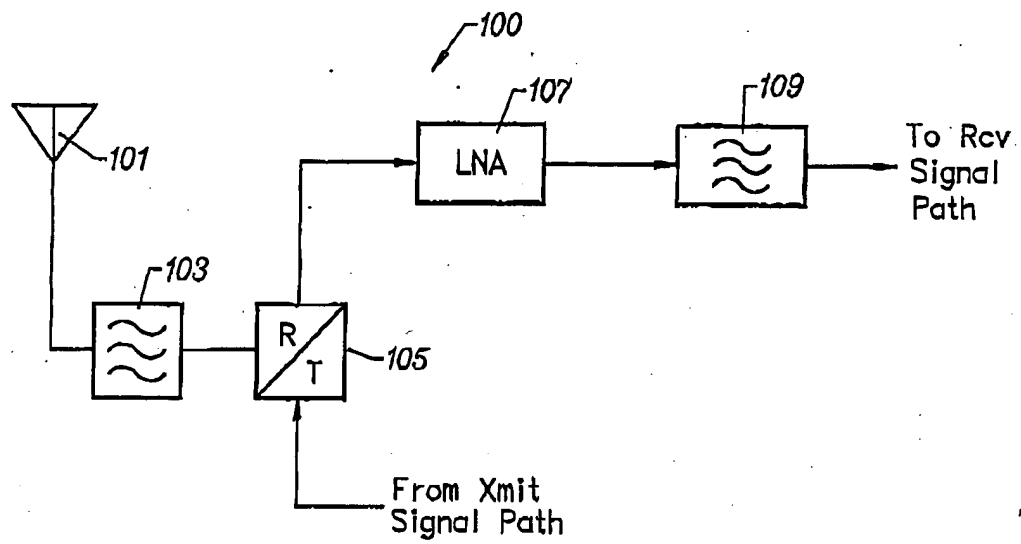 100
107
109
LNA
To Rcv
Signal
Path
101
103
R
T
105
From Xmit
Signal Path